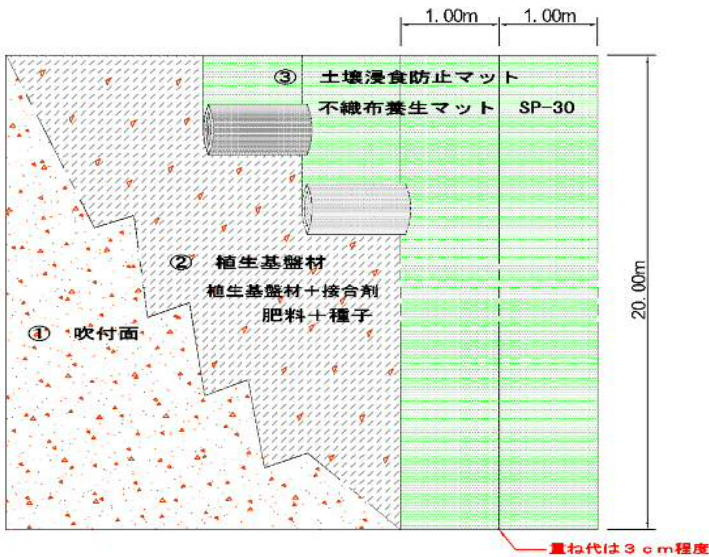 1.00m 1.00m
③ 土壌浸食防止マット
不織布養生マット SP-30
② 植生基盤材
植生基盤材＋接合剤
肥料＋種子
① 吹付面
20.00m
重ね代は3cm程度